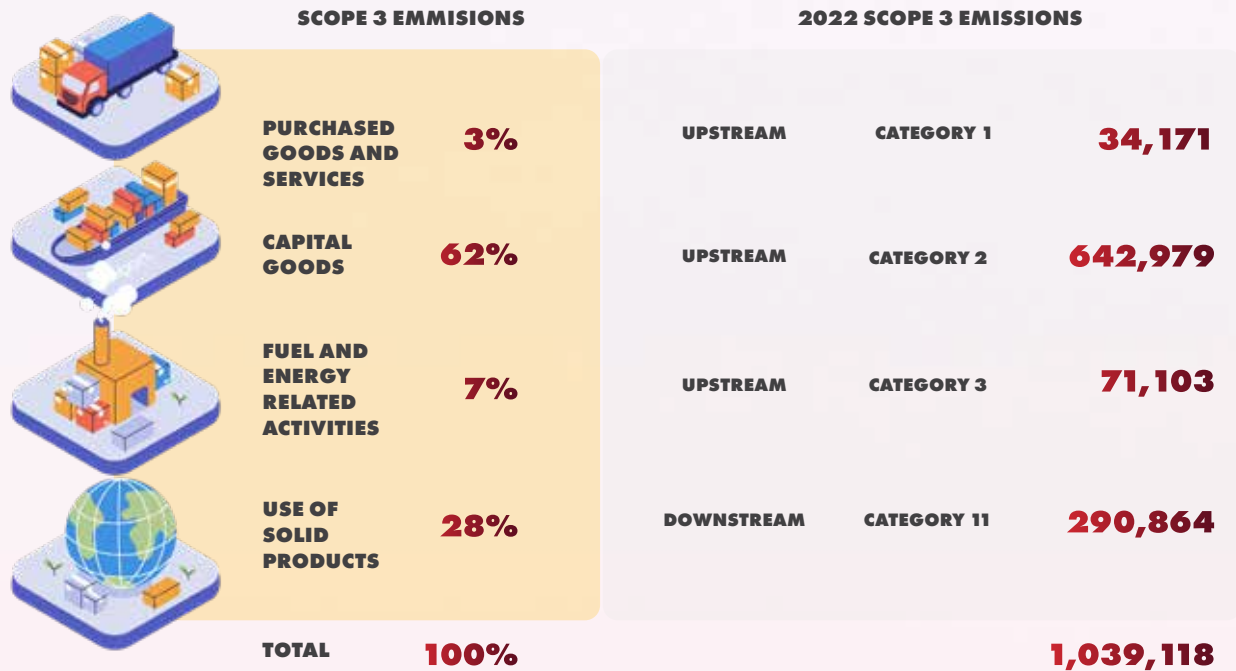 SCOPE 3 EMMISIONS
2022 SCOPE 3 EMISSIONS
PURCHASED
GOODS AND
SERVICES
3%
UPSTREAM
CATEGORY 1
34,171
CAPITAL
GOODS
62%
UPSTREAM
CATEGORY 2
642,979
FUEL AND
ENERGY
RELATED
ACTIVITIES
7%
UPSTREAM
CATEGORY 3
71,103
USE OF
SOLID
PRODUCTS
28%
DOWNSTREAM
CATEGORY 11
290,864
TOTAL
100%
1,039,118